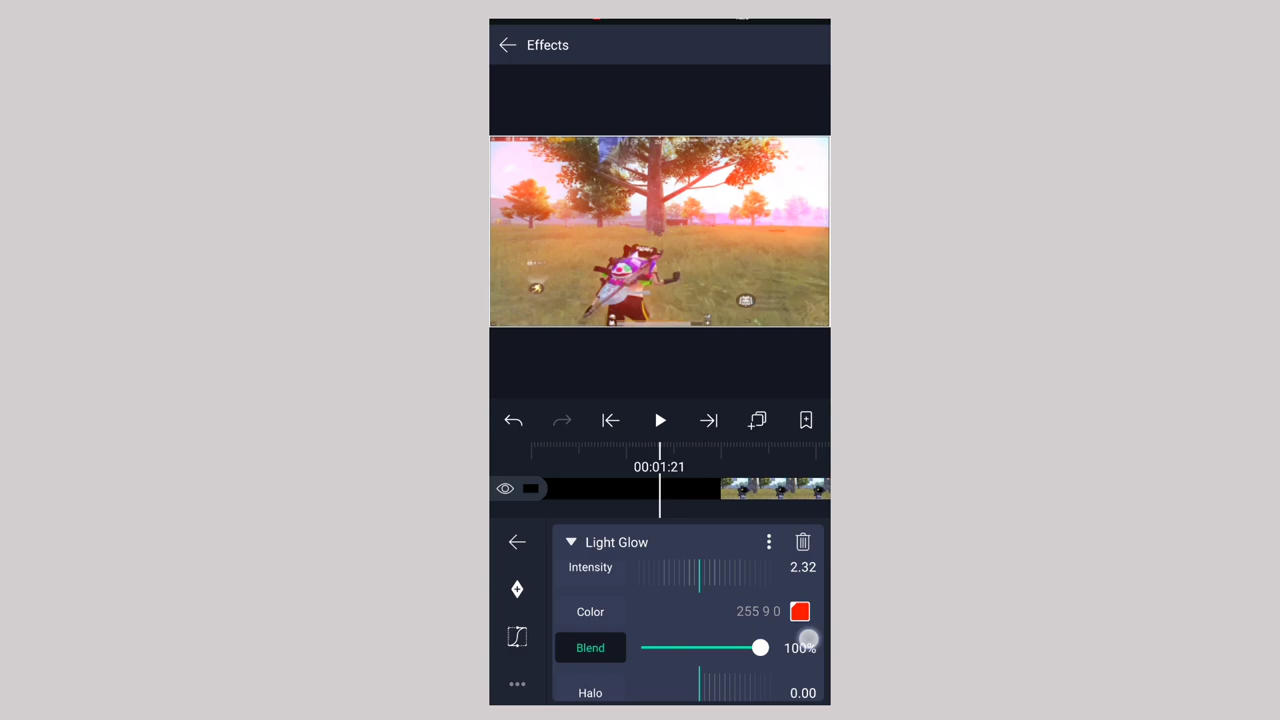 Effects
00:01:21
Light Glow
Intensity 2.32
Color 255 9 0
Blend 100%
Halo 0.00